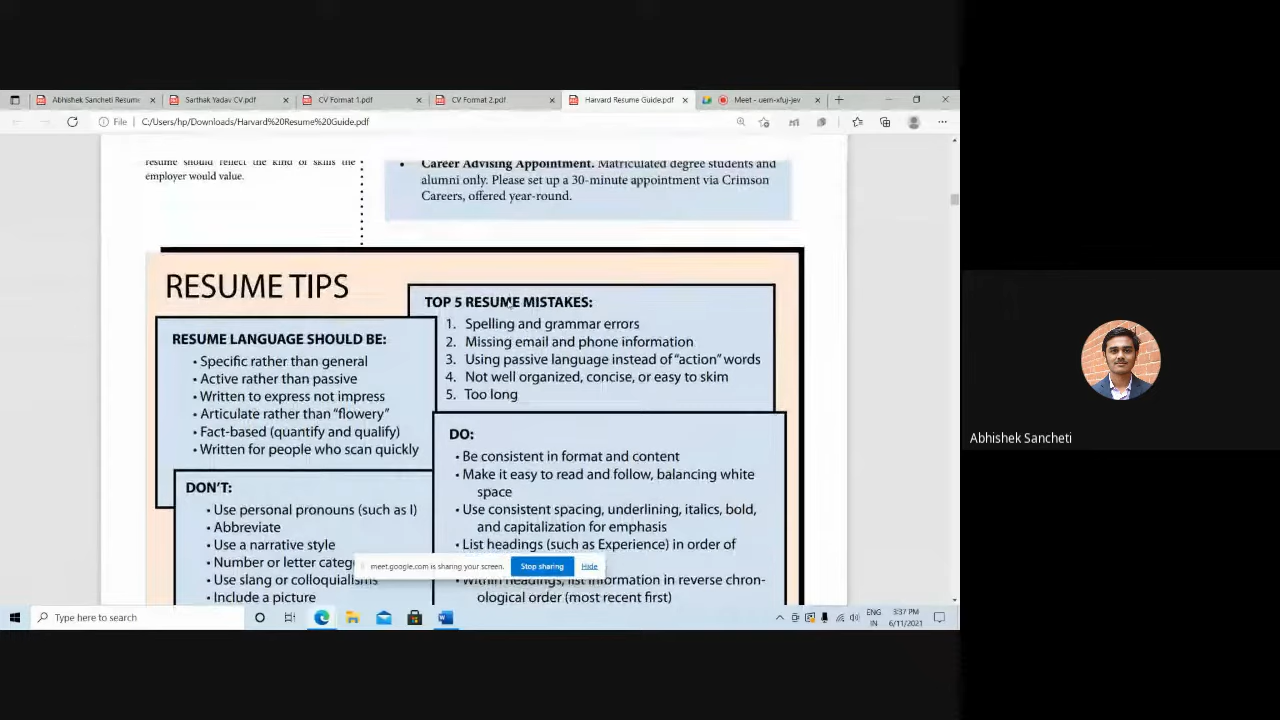 Abhishek Sancheti Resume
Sarthak Yadav CV.pdf
CV Format 1.pdf
CV Format 2.pdf
Harvard Resume Guide.pdf
Meet - uem-xfuj-jev
File
C:/Users/hp/Downloads/Harvard%20Resume%20Guide.pdf
resume should reflect the kind of skills the
employer would value.
• Career Advising Appointment. Matriculated degree students and
alumni only. Please set up a 30-minute appointment via Crimson
Careers, offered year-round.
RESUME TIPS
TOP 5 RESUME MISTAKES:
1. Spelling and grammar errors
2. Missing email and phone information
3. Using passive language instead of “action” words
4. Not well organized, concise, or easy to skim
5. Too long
RESUME LANGUAGE SHOULD BE:
• Specific rather than general
• Active rather than passive
• Written to express not impress
• Articulate rather than “flowery”
• Fact-based (quantify and qualify)
• Written for people who scan quickly
DO:
• Be consistent in format and content
• Make it easy to read and follow, balancing white
space
• Use consistent spacing, underlining, italics, bold,
and capitalization for emphasis
• List headings (such as Experience) in order of
• Within headings, list information in reverse chron-
ological order (most recent first)
DON’T:
• Use personal pronouns (such as I)
• Abbreviate
• Use a narrative style
• Number or letter categ
• Use slang or colloquialisms
• Include a picture
meet.google.com is sharing your screen.
Stop sharing
Hide
Abhishek Sancheti
Type here to search
ENG
IN
3:37 PM
6/11/2021